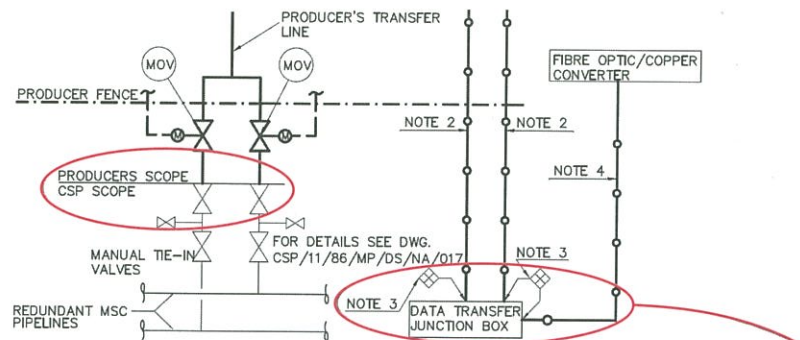 PRODUCER'S TRANSFER
LINE
MOV
MOV
FIBRE OPTIC/COPPER
CONVERTER
PRODUCER FENCE
M
M
NOTE 2
NOTE 2
PRODUCERS SCOPE
CSP SCOPE
NOTE 4
MANUAL TIE-IN
VALVES
FOR DETAILS SEE DWG.
CSP/11/86/MP/DS/NA/017
NOTE 3
NOTE 3
REDUNDANT MSC
PIPELINES
DATA TRANSFER
JUNCTION BOX